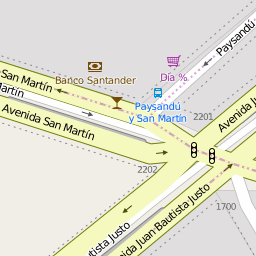 Paysandú
Banco Santander
Día %
San Martín
Paysandú
y San Martín
2201
Avenida Ju
Martín
Avenida San Martín
2202
1700
Avenida Juan Bautista Justo
Bautista Justo